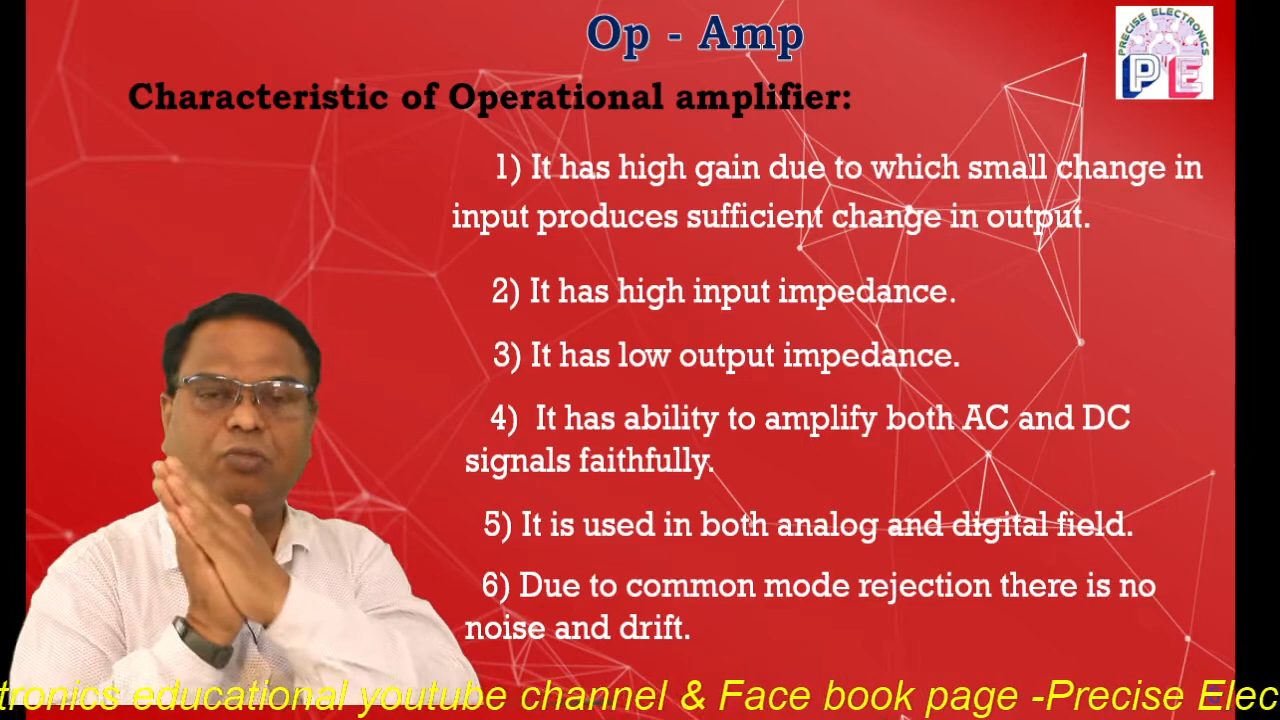 Op - Amp
PRECISE ELECTRONICS
PE
Characteristic of Operational amplifier:
1) It has high gain due to which small change in
input produces sufficient change in output.
2) It has high input impedance.
3) It has low output impedance.
4) It has ability to amplify both AC and DC
signals faithfully.
5) It is used in both analog and digital field.
6) Due to common mode rejection there is no
noise and drift.
tronics educational youtube channel & Face book page -Precise Elec